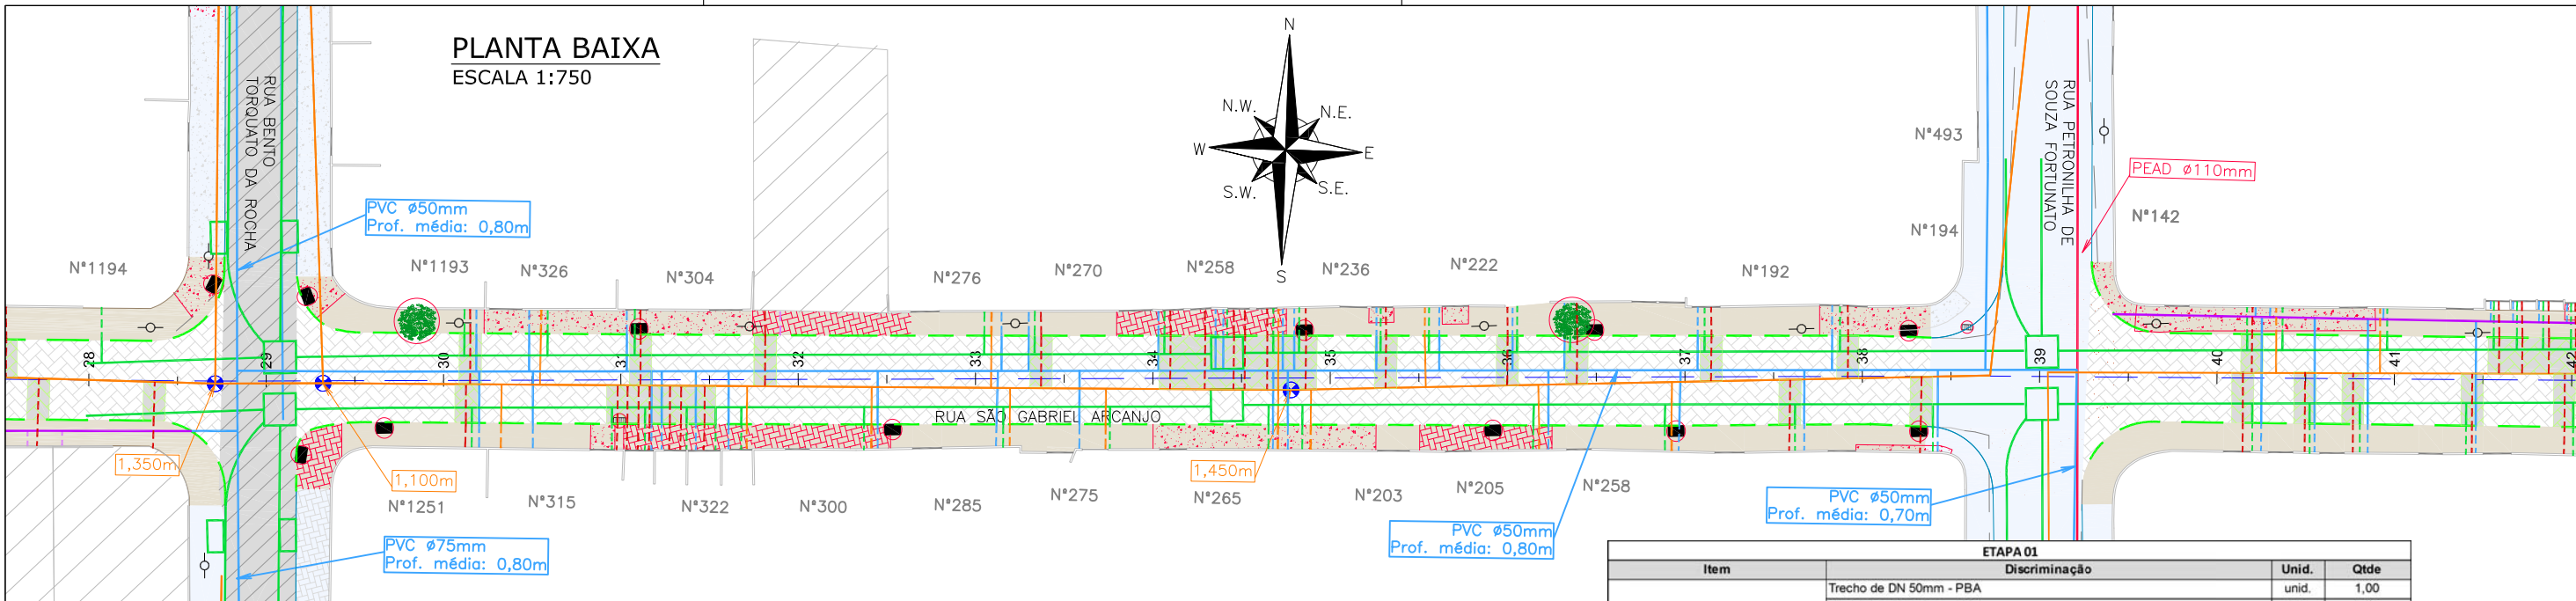 PLANTA BAIXA
ESCALA 1:750
RUA BENTO
TORQUATO DA ROCHA
PVC ø50mm
Prof. média: 0,80m
N
N.W.
N.E.
W
E
S.W.
S.E.
S
RUA PETRONILHA DE
SOUZA FORTUNATO
PEAD ø110mm
N°493
N°194
N°142
N°1194
N°1193
N°326
N°304
N°276
N°270
N°258
N°236
N°222
N°192
28
29
30
31
32
33
34
35
36
37
38
39
40
41
42
RUA SÃO GABRIEL ARCANJO
1,350m
1,100m
1,450m
N°1251
N°315
N°322
N°300
N°285
N°275
N°265
N°203
N°205
N°258
PVC ø75mm
Prof. média: 0,80m
PVC ø50mm
Prof. média: 0,80m
PVC ø50mm
Prof. média: 0,70m
ETAPA 01
Item Discriminação Unid. Qtde
Trecho de DN 50mm - PBA unid. 1,00